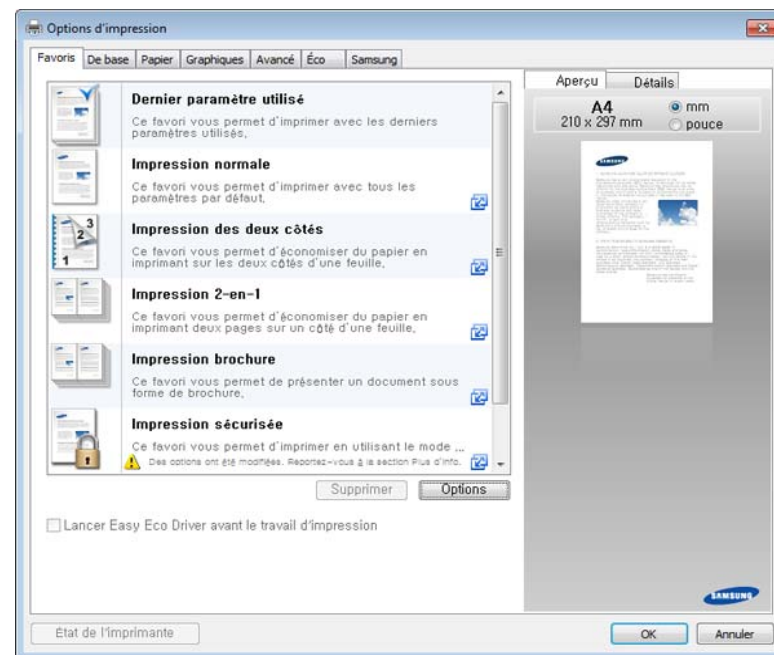 Options d'impression
Favoris De base Papier Graphiques Avancé Éco Samsung
Dernier paramètre utilisé
Ce favori vous permet d'imprimer avec les derniers
paramètres utilisés.
Impression normale
Ce favori vous permet d'imprimer avec tous les
paramètres par défaut.
Impression des deux côtés
Ce favori vous permet d'économiser du papier en
imprimant sur les deux côtés d'une feuille.
Impression 2-en-1
Ce favori vous permet d'économiser du papier en
imprimant deux pages sur un côté d'une feuille.
Impression brochure
Ce favori vous permet de présenter un document sous
forme de brochure.
Impression sécurisée
Ce favori vous permet d'imprimer en utilisant le mode ...
Des options ont été modifiées. Reportez-vous à la section Plus d'info.
Supprimer Options
Lancer Easy Eco Driver avant le travail d'impression
État de l'imprimante
Aperçu Détails
A4
210 x 297 mm
mm
pouce
SAMSUNG
SAMSUNG
OK Annuler
1
2
3